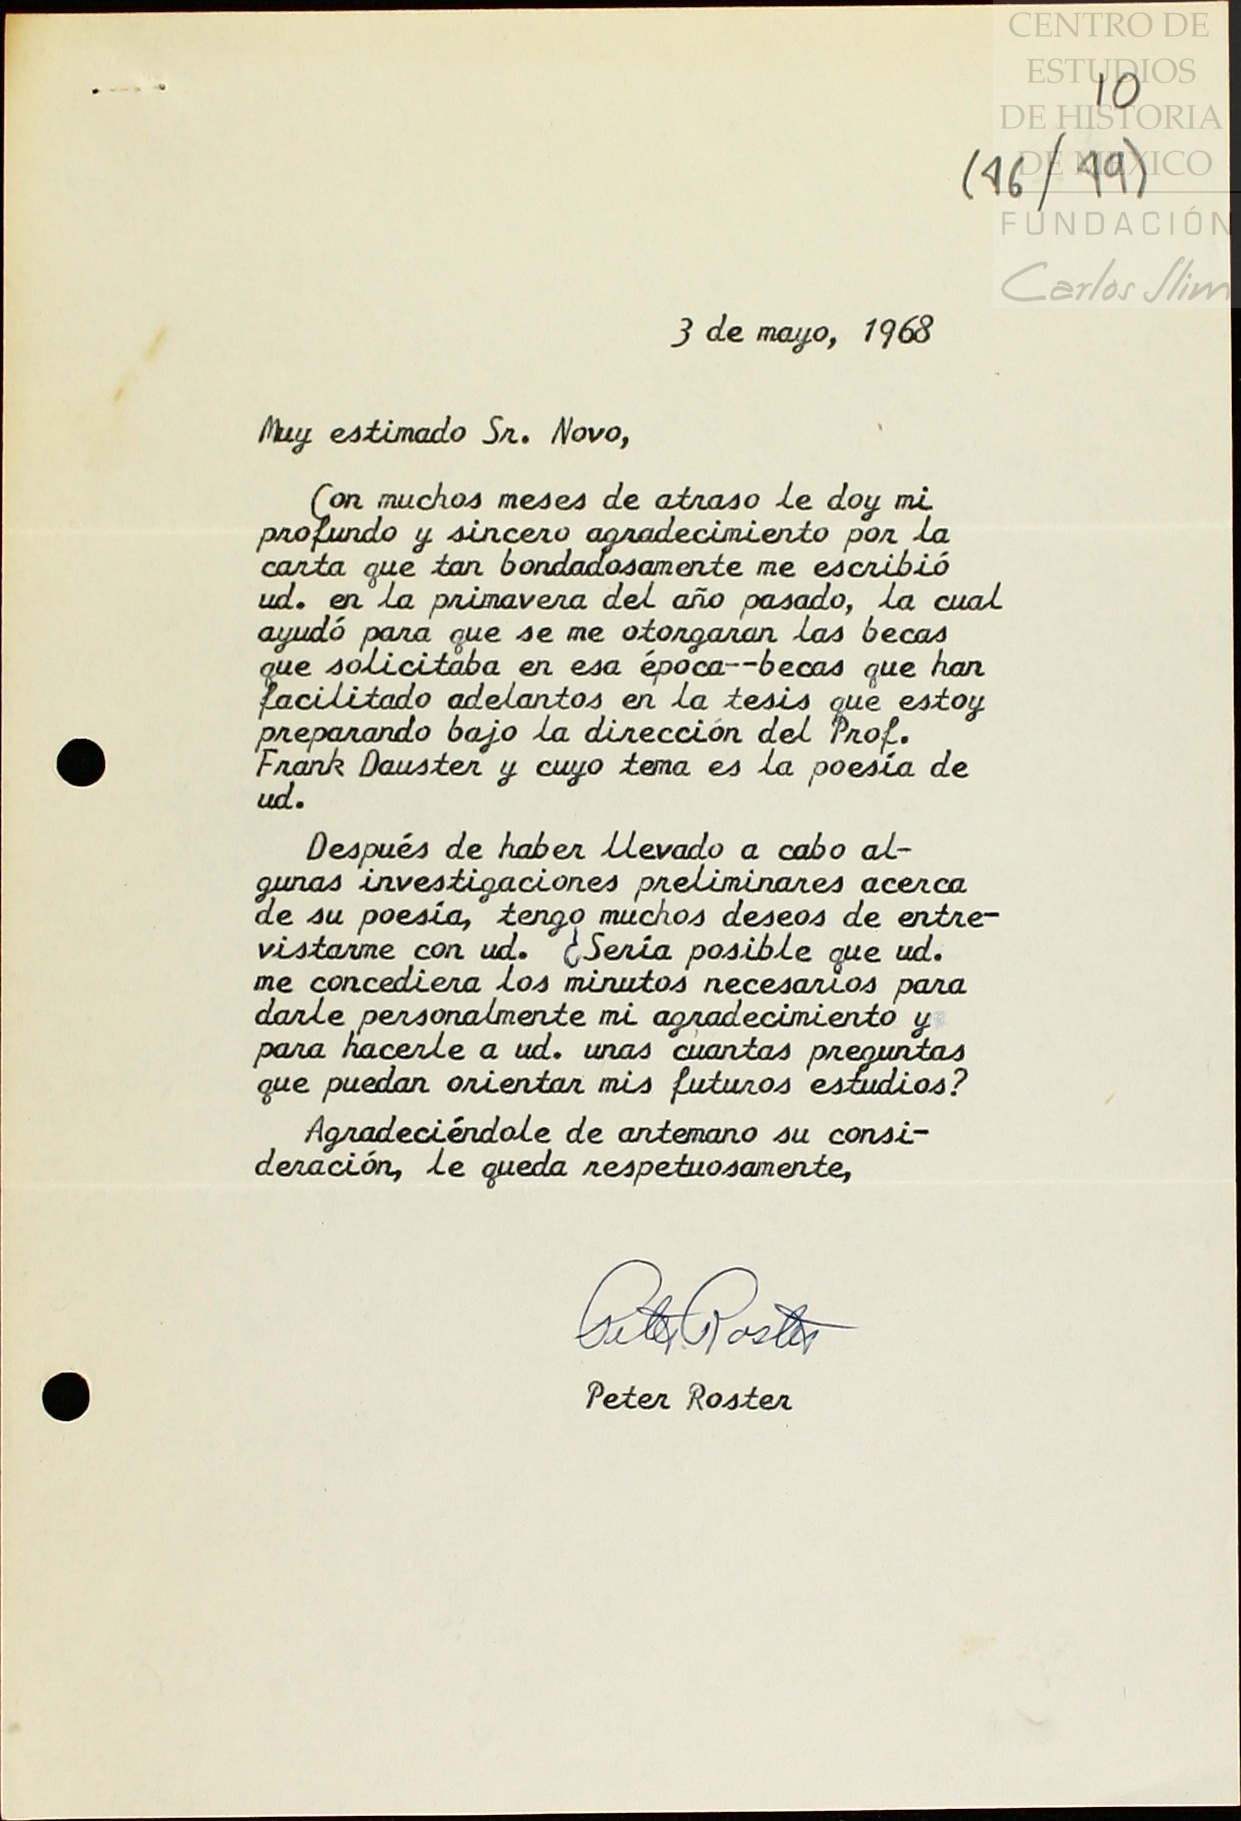 CENTRO DE
ESTUDIOS
DE HISTORIA
DE MÉXICO
FUNDACIÓN
Carlos Slim
10
(46/49)
3 de mayo, 1968
Muy estimado Sr. Novo,
Con muchos meses de atraso le doy mi
profundo y sincero agradecimiento por la
carta que tan bondadosamente me escribió
ud. en la primavera del año pasado, la cual
ayudó para que se me otorgaran las becas
que solicitaba en esa época--becas que han
facilitado adelantos en la tesis que estoy
preparando bajo la dirección del Prof.
Frank Dauster y cuyo tema es la poesía de
ud.
Después de haber llevado a cabo al-
gunas investigaciones preliminares acerca
de su poesía, tengo muchos deseos de entre-
vistarme con ud. ¿Sería posible que ud.
me concediera los minutos necesarios para
darle personalmente mi agradecimiento y
para hacerle a ud. unas cuantas preguntas
que puedan orientar mis futuros estudios?
Agradeciéndole de antemano su consi-
deración, le queda respetuosamente,
Peter Roster
Peter Roster